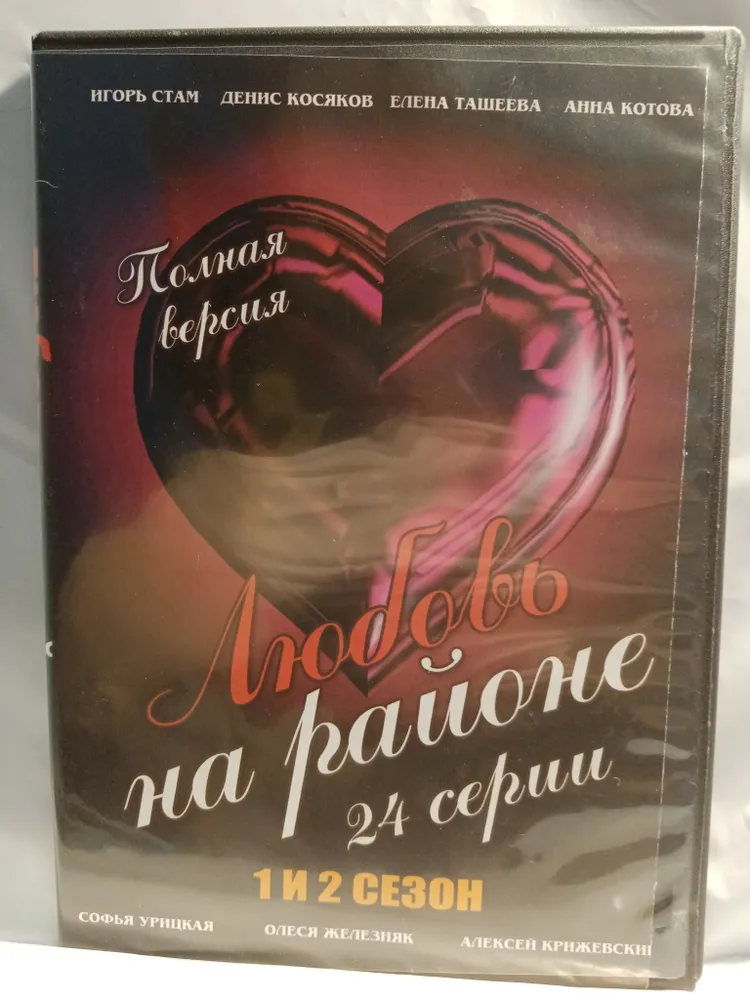 ИГОРЬ СТАМ ДЕНИС КОСЯКОВ ЕЛЕНА ТАШЕЕВА АННА КОТОВА
Полная
версия
Любовь
на районе
24 серии
1 И 2 СЕЗОН
СОФЬЯ УРИЦКАЯ ОЛЕСЯ ЖЕЛЕЗНЯК АЛЕКСЕЙ КРИЖЕВСКИ